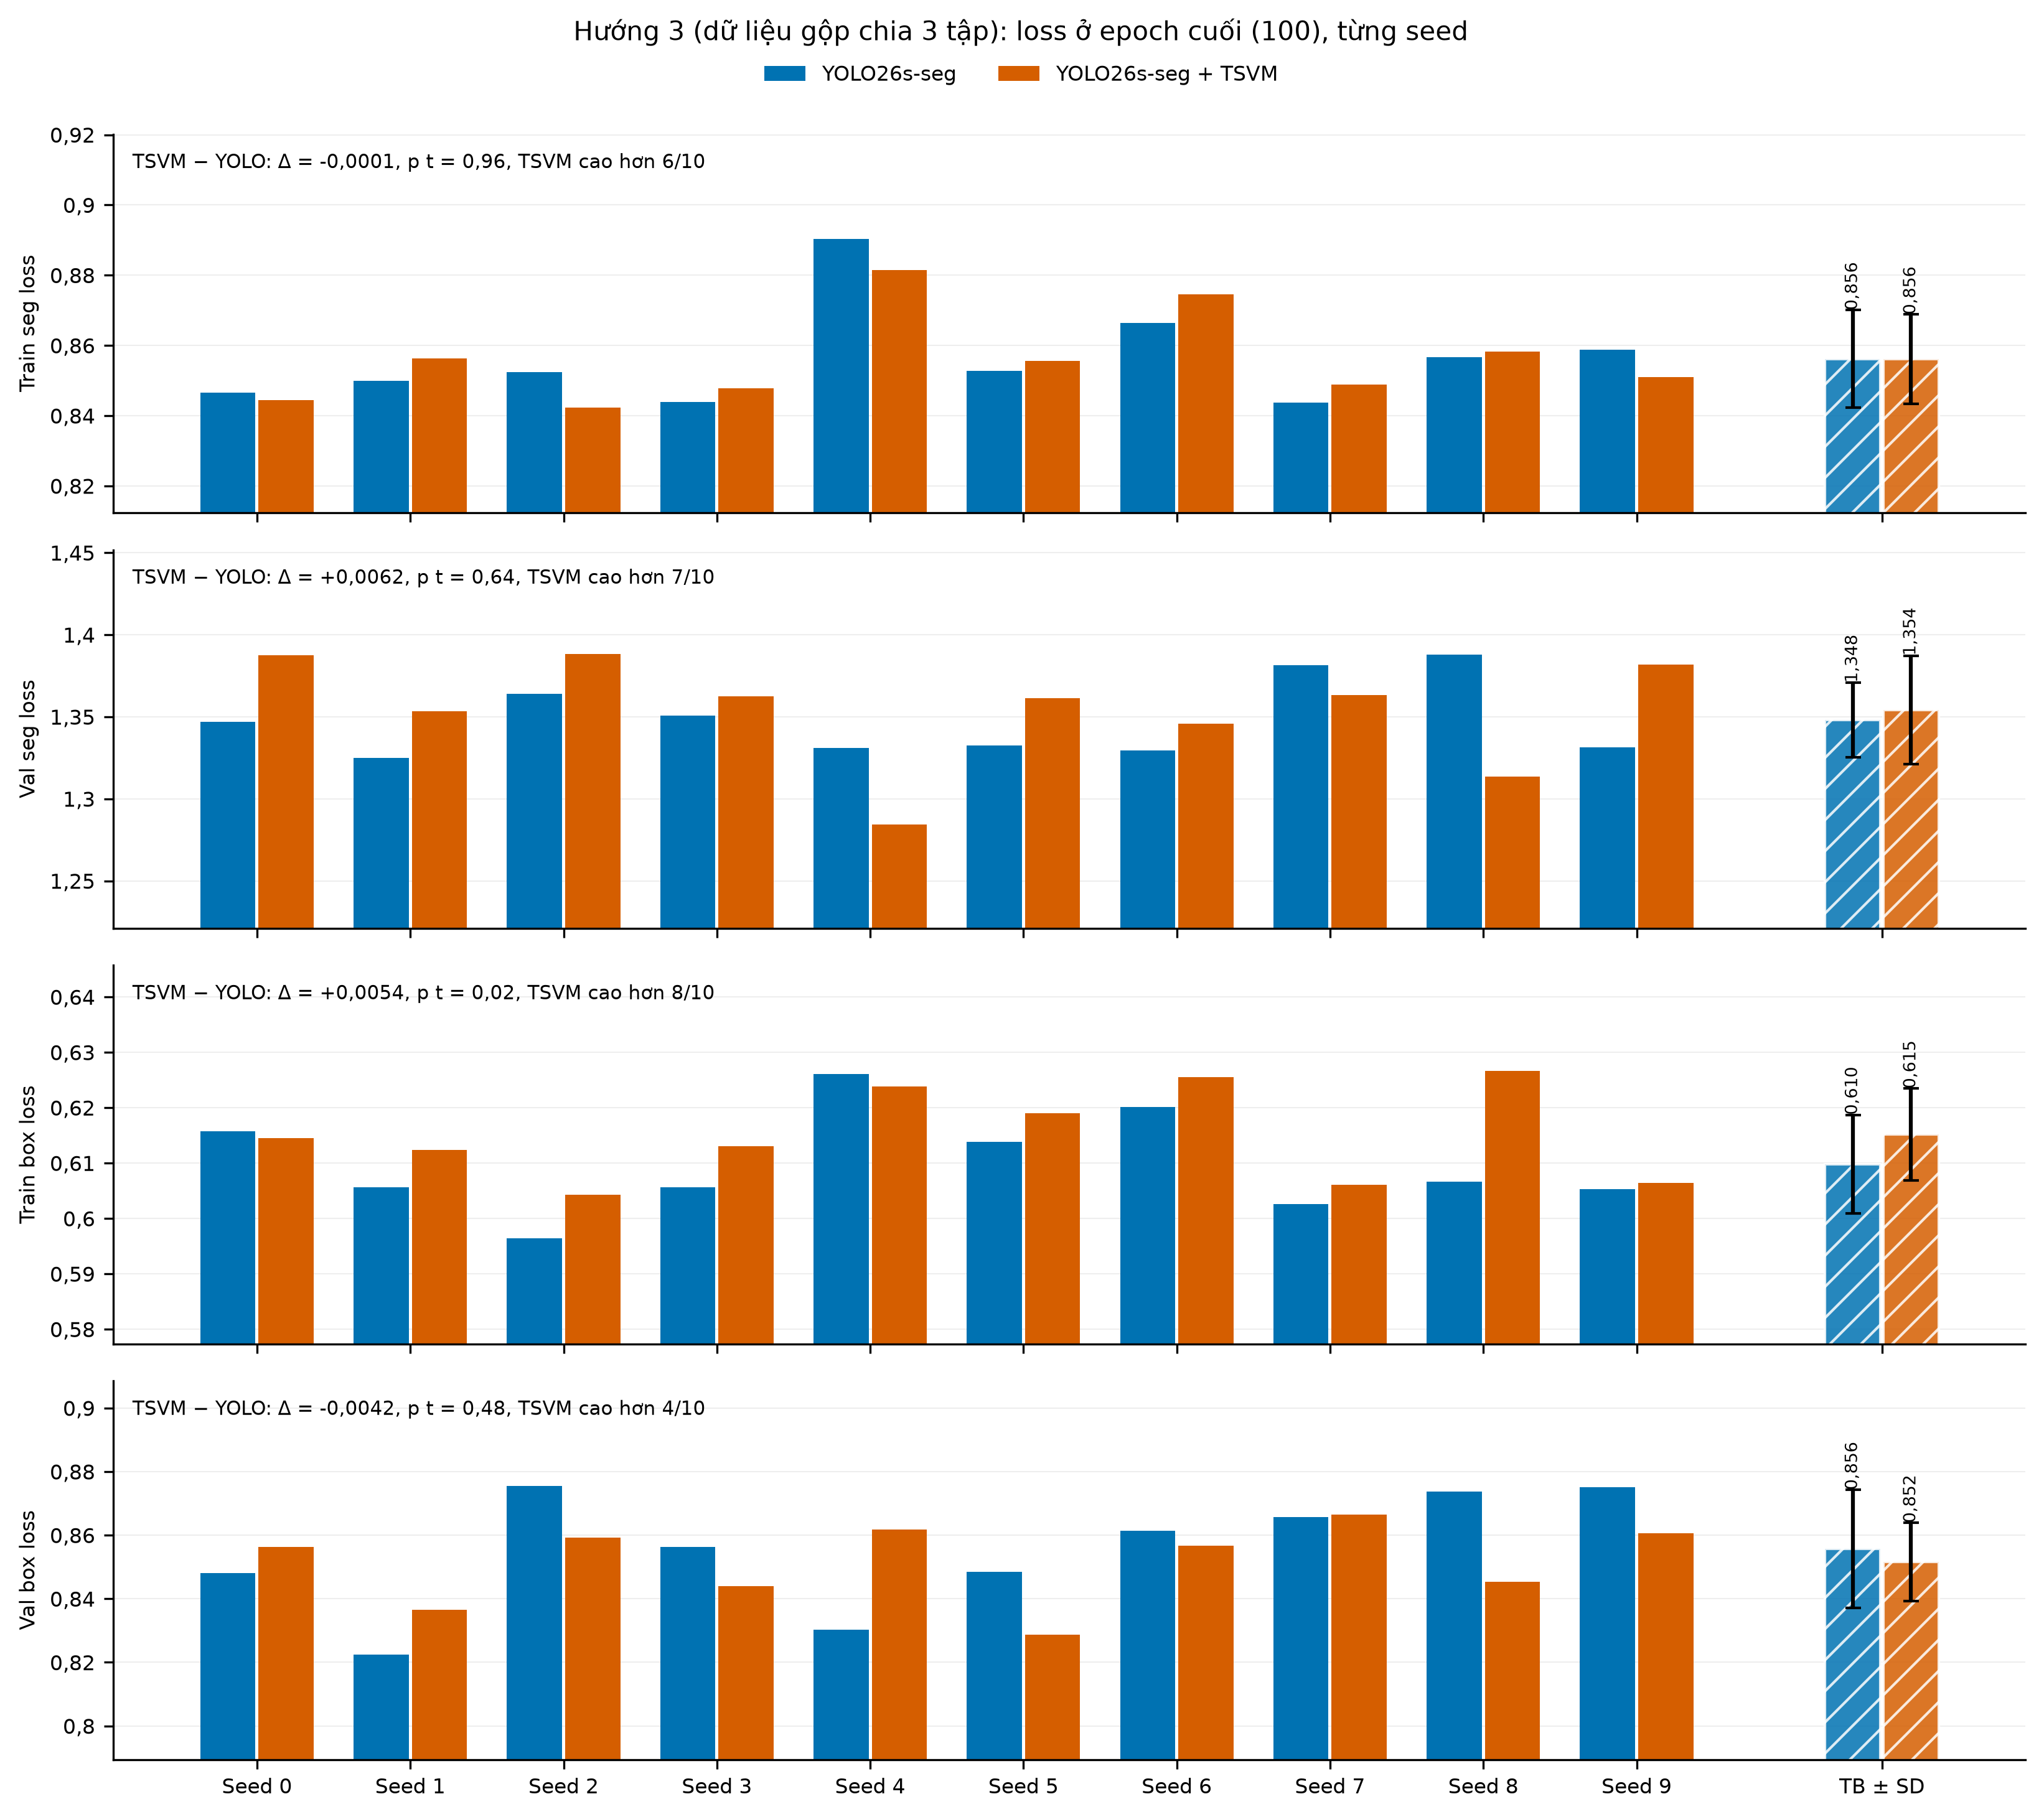 Hướng 3 (dữ liệu gộp chia 3 tập): loss ở epoch cuối (100), từng seed
YOLO26s-seg YOLO26s-seg + TSVM
TSVM − YOLO: Δ = -0,0001, p t = 0,96, TSVM cao hơn 6/10
Train seg loss
0,92
0,9
0,88
0,86
0,84
0,82
0,856
0,856
TSVM − YOLO: Δ = +0,0062, p t = 0,64, TSVM cao hơn 7/10
Val seg loss
1,45
1,4
1,35
1,3
1,25
1,348
1,354
TSVM − YOLO: Δ = +0,0054, p t = 0,02, TSVM cao hơn 8/10
Train box loss
0,64
0,63
0,62
0,61
0,6
0,59
0,58
0,610
0,615
TSVM − YOLO: Δ = -0,0042, p t = 0,48, TSVM cao hơn 4/10
Val box loss
0,9
0,88
0,86
0,84
0,82
0,8
0,856
0,852
Seed 0 Seed 1 Seed 2 Seed 3 Seed 4 Seed 5 Seed 6 Seed 7 Seed 8 Seed 9 TB ± SD